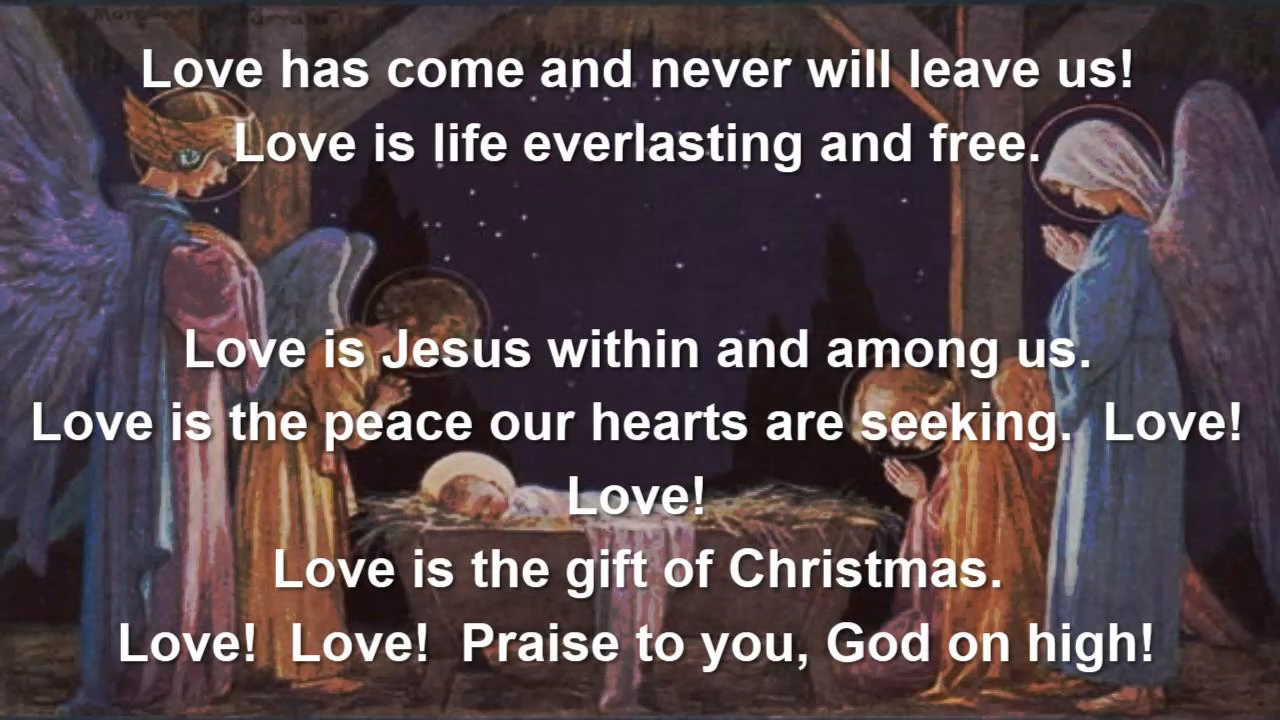 Love has come and never will leave us!
Love is life everlasting and free.
Love is Jesus within and among us.
Love is the peace our hearts are seeking.  Love!
Love!
Love is the gift of Christmas.
Love!  Love!  Praise to you, God on high!